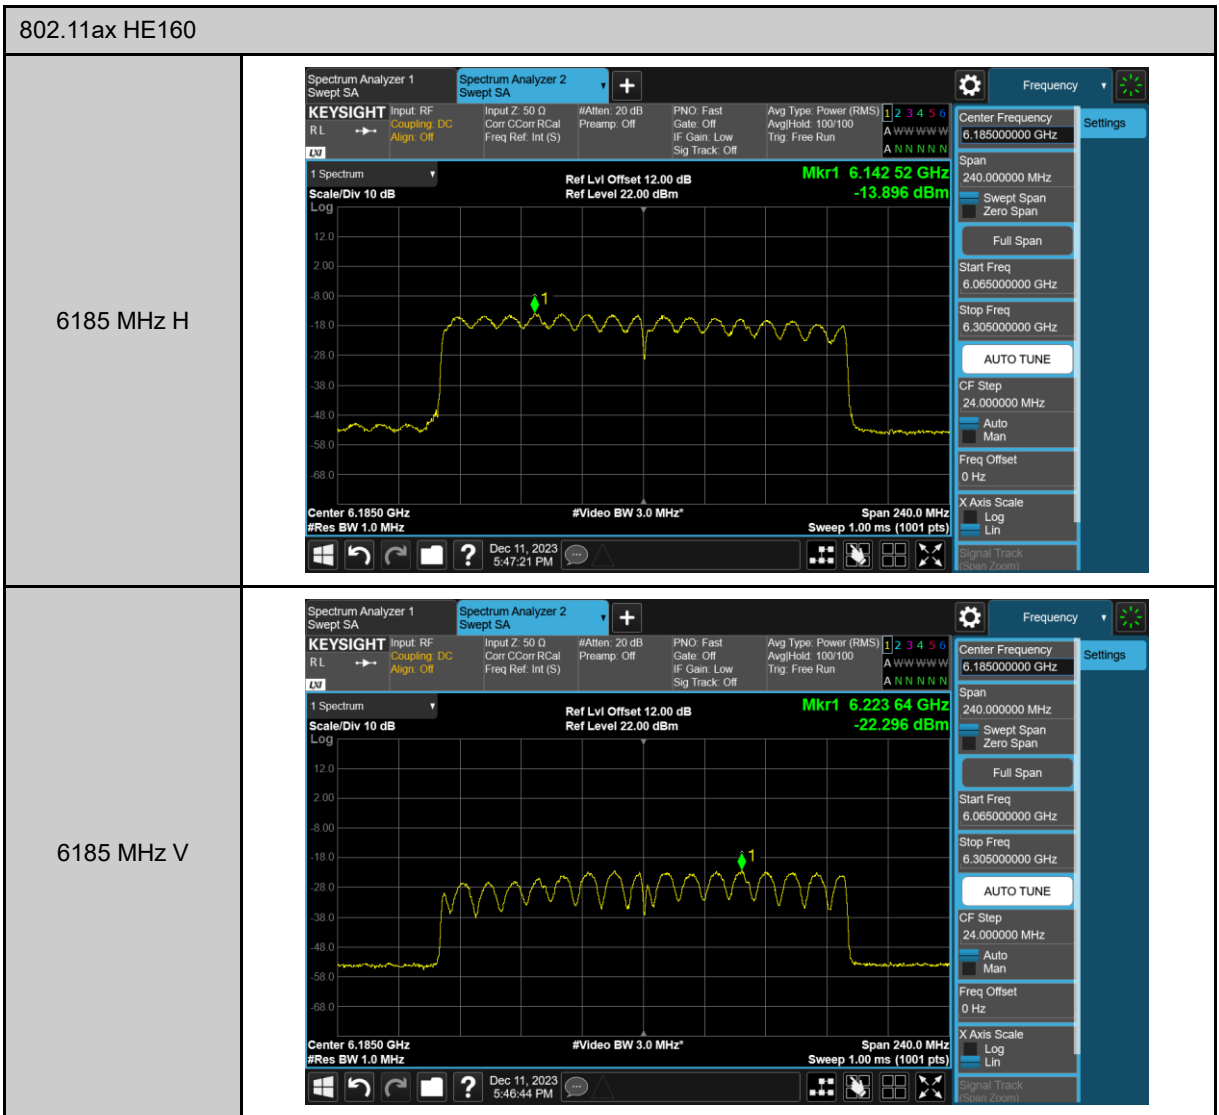 802.11ax HE160
6185 MHz H
Spectrum Analyzer 1
Swept SA
Spectrum Analyzer 2
Swept SA
Frequency
KEYSIGHT
RL
LXI
Input: RF
Coupling: DC
Align: Off
Input Z: 50 Ω
Corr CCorr RCal
Freq Ref: Int (S)
#Atten: 20 dB
Preamp: Off
PNO: Fast
Gate: Off
IF Gain: Low
Sig Track: Off
Avg Type: Power (RMS)
Avg|Hold: 100/100
Trig: Free Run
1 2 3 4 5 6
A W W W W W
A N N N N N
1 Spectrum
Scale/Div 10 dB
Log
Ref Lvl Offset 12.00 dB
Ref Level 22.00 dBm
Mkr1 6.142 52 GHz
-13.896 dBm
12.0
2.00
-8.00
-18.0
-28.0
-38.0
-48.0
-58.0
-68.0
1
Center 6.1850 GHz
#Res BW 1.0 MHz
#Video BW 3.0 MHz*
Span 240.0 MHz
Sweep 1.00 ms (1001 pts)
Dec 11, 2023
5:47:21 PM
Center Frequency
6.185000000 GHz
Settings
Span
240.000000 MHz
Swept Span
Zero Span
Full Span
Start Freq
6.065000000 GHz
Stop Freq
6.305000000 GHz
AUTO TUNE
CF Step
24.000000 MHz
Auto
Man
Freq Offset
0 Hz
X Axis Scale
Log
Lin
Signal Track
(Span Zoom)
6185 MHz V
Spectrum Analyzer 1
Swept SA
Spectrum Analyzer 2
Swept SA
Frequency
KEYSIGHT
RL
LXI
Input: RF
Coupling: DC
Align: Off
Input Z: 50 Ω
Corr CCorr RCal
Freq Ref: Int (S)
#Atten: 20 dB
Preamp: Off
PNO: Fast
Gate: Off
IF Gain: Low
Sig Track: Off
Avg Type: Power (RMS)
Avg|Hold: 100/100
Trig: Free Run
1 2 3 4 5 6
A W W W W W
A N N N N N
1 Spectrum
Scale/Div 10 dB
Log
Ref Lvl Offset 12.00 dB
Ref Level 22.00 dBm
Mkr1 6.223 64 GHz
-22.296 dBm
12.0
2.00
-8.00
-18.0
-28.0
-38.0
-48.0
-58.0
-68.0
1
Center 6.1850 GHz
#Res BW 1.0 MHz
#Video BW 3.0 MHz*
Span 240.0 MHz
Sweep 1.00 ms (1001 pts)
Dec 11, 2023
5:46:44 PM
Center Frequency
6.185000000 GHz
Settings
Span
240.000000 MHz
Swept Span
Zero Span
Full Span
Start Freq
6.065000000 GHz
Stop Freq
6.305000000 GHz
AUTO TUNE
CF Step
24.000000 MHz
Auto
Man
Freq Offset
0 Hz
X Axis Scale
Log
Lin
Signal Track
(Span Zoom)